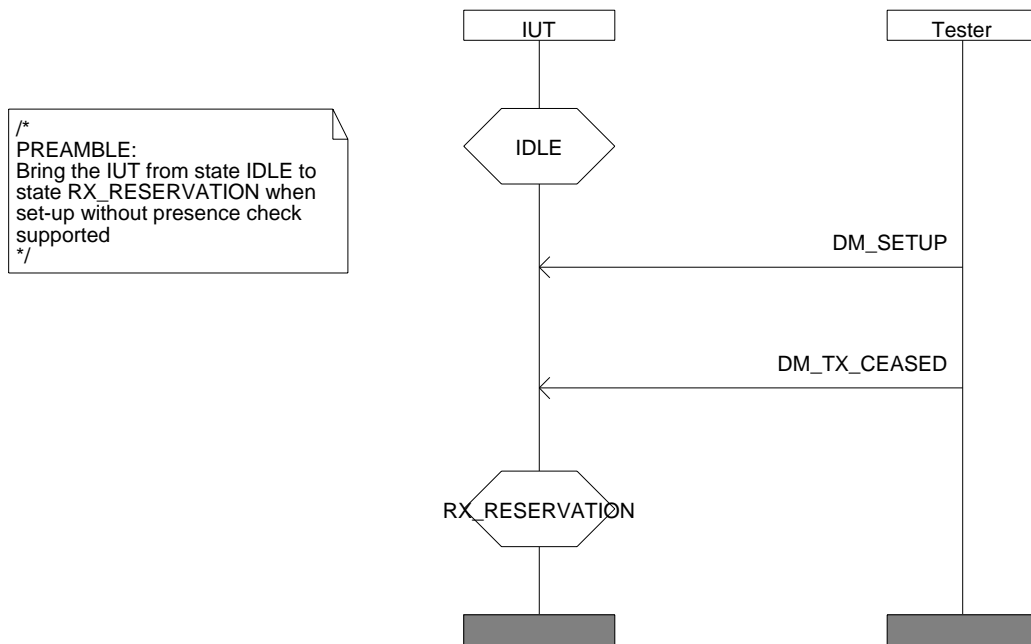 IUT
Tester
/*
PREAMBLE:
Bring the IUT from state IDLE to
state RX_RESERVATION when
set-up without presence check
supported
*/
IDLE
DM_SETUP
DM_TX_CEASED
RX_RESERVATION